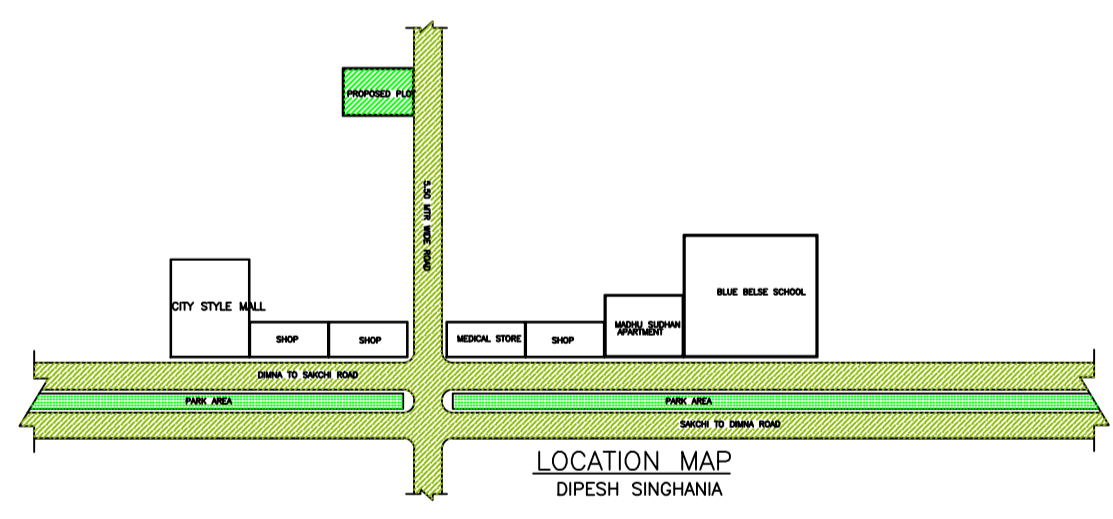 PROPOSED PLOT
5.50 MTR WIDE ROAD
CITY STYLE MALL
SHOP
SHOP
MEDICAL STORE
SHOP
MADHU SUDHAN
APARTMENT
BLUE BELSE SCHOOL
DIMNA TO SAKCHI ROAD
PARK AREA
PARK AREA
SAKCHI TO DIMNA ROAD
LOCATION MAP
DIPESH SINGHANIA